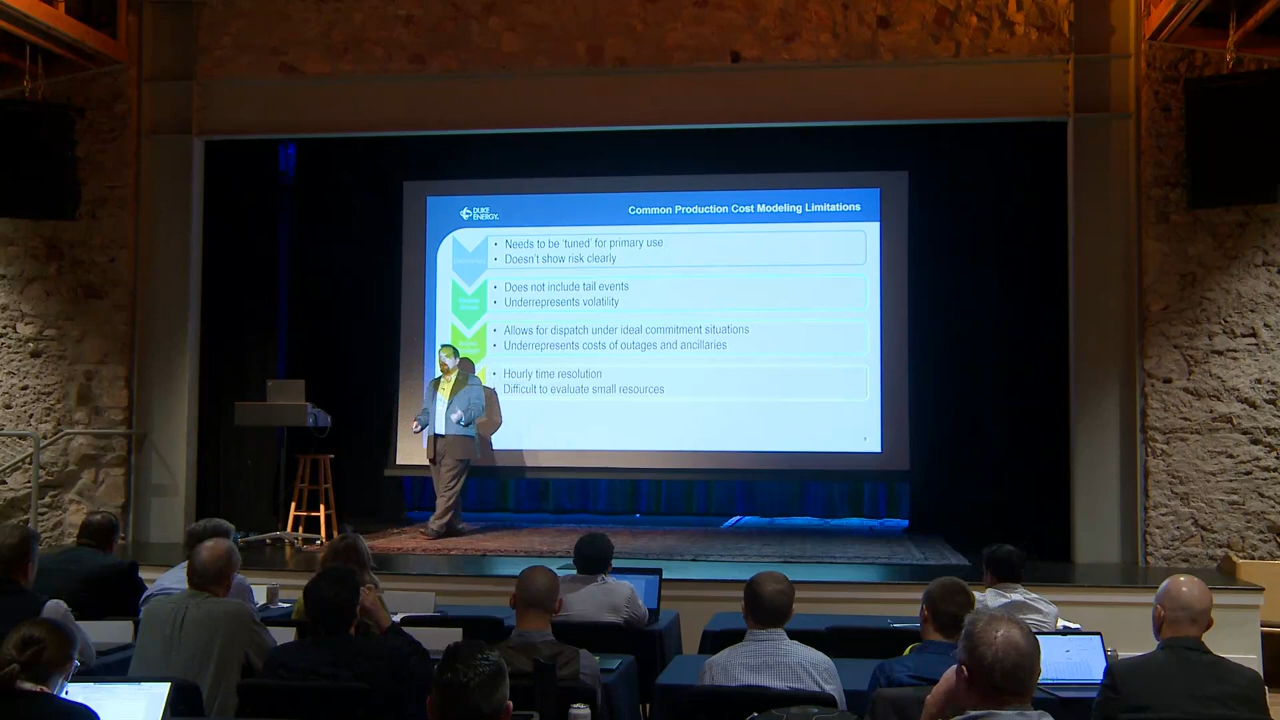 DUKE
ENERGY.
Common Production Cost Modeling Limitations
• Needs to be 'tuned' for primary use
• Doesn't show risk clearly
• Does not include tail events
• Underrepresents volatility
• Allows for dispatch under ideal commitment situations
• Underrepresents costs of outages and ancillaries
• Hourly time resolution
Difficult to evaluate small resources